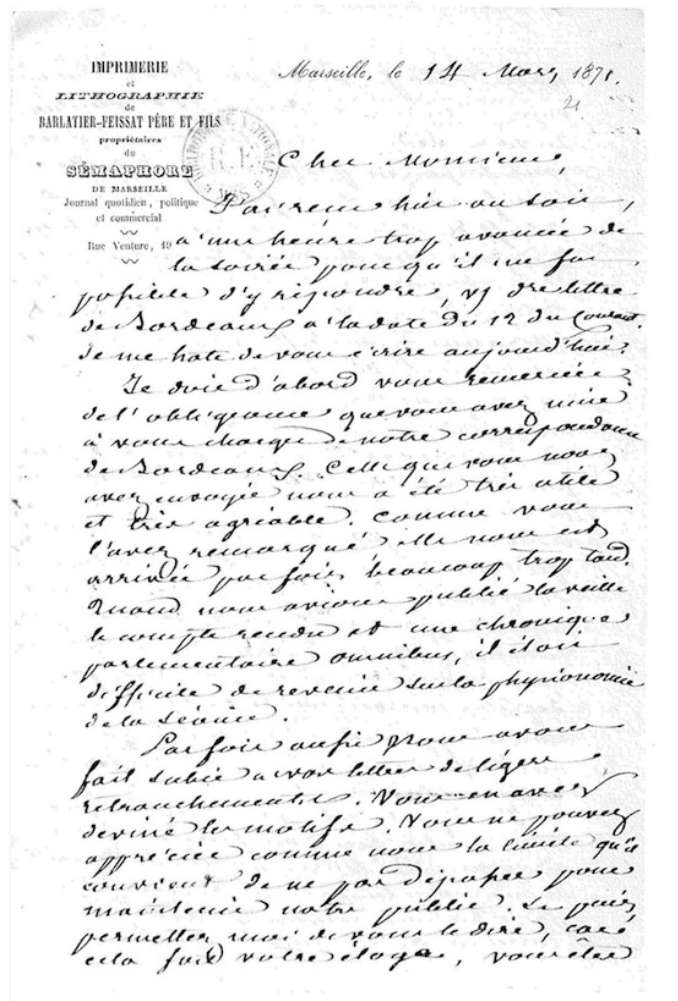 IMPRIMERIE
et
LITHOGRAPHIE
de
BARLATIER-FEISSAT PÈRE ET FILS
propriétaires
du
SÉMAPHORE
DE MARSEILLE
Journal quotidien, politique
et commercial
Rue Venture, 19
Marseille, le 14 Mars 1871.
21
Cher Monsieur,
J'ai reçu hier au soir,
à une heure trop avancée de
la soirée pour qu'il me fut
possible d'y répondre, lettre
de Bordeaux à la date du 12 du Courant.
Je me hate de vous écrire aujourd'hui.
Je dois d'abord vous remercier
de l'obligeance que vous avez mise
à vous charger de notre correspondance
de Bordeaux. Celle que vous nous
avez envoyée nous a été très utile
et très agréable. Comme vous
l'avez remarqué elle nous est
arrivée parfois beaucoup trop tard.
Quand nous avions publié la veille
le compte rendu et une chronique
parlementaire omnibus, il était
difficile de revenir sur la physionomie
de la séance.
Parfois aussi nous avons
fait subir à vos lettres de légers
retranchements. Vous en avez
deviné les motifs. Vous ne pouvez
apprécier comme nous la limite qu'il
convient de ne pas dépasser pour
maintenir notre public. Et puis,
permettez moi de vous le dire, car
cela fait votre éloge, vous êtes